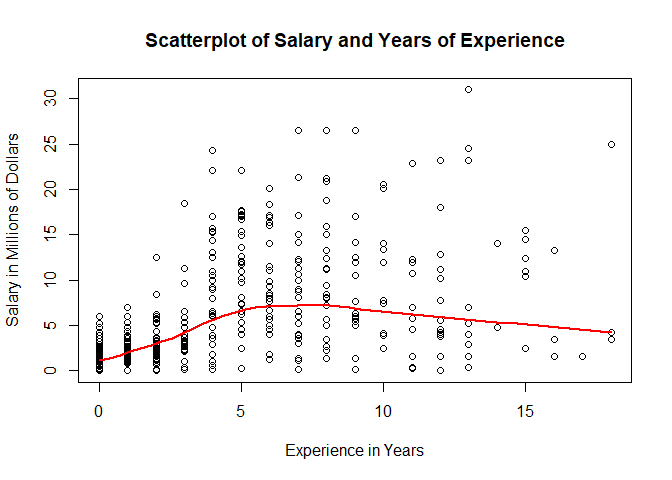 Scatterplot of Salary and Years of Experience
Salary in Millions of Dollars
30
25
20
15
10
5
0
0 5 10 15
Experience in Years